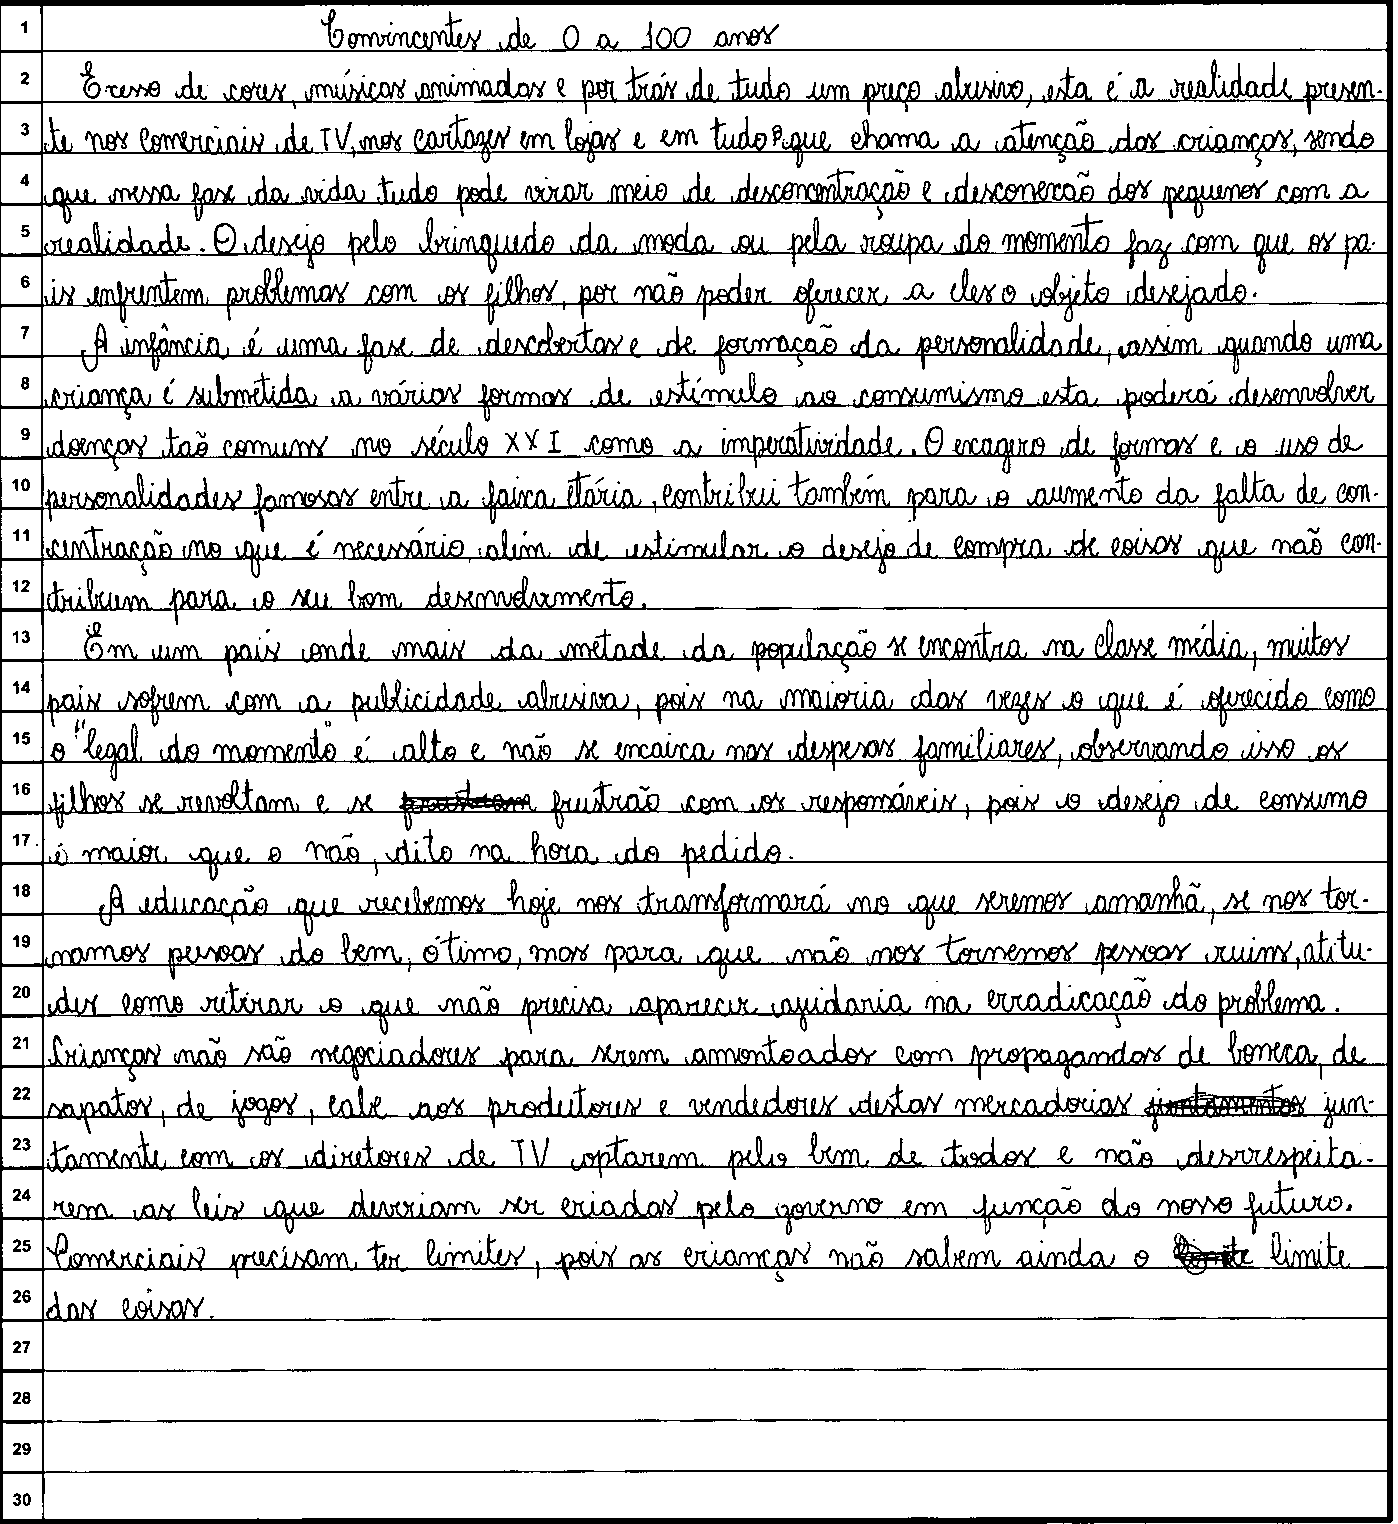 1 Convincentes de 0 a 100 anos
2 Exesso de cores, músicas animadas e por trás de tudo um preço abusivo, esta é a realidade presen-
3 te nos comerciais de TV, nos cartazes em lojas e em tudo o que chama a atenção das crianças, sendo
4 que nessa fase da vida tudo pode virar meio de desconcentração e desconexão dos pequenos com a
5 realidade. O desejo pelo brinquedo da moda ou pela roupa do momento faz com que os pa-
6 is enfrentem problemas com os filhos, por não poder oferecer a eles o objeto desejado.
7 A infância é uma fase de descobertas e de formação da personalidade, assim quando uma
8 criança é submetida a várias formas de estímulo ao consumismo esta poderá desenvolver
9 doenças taõ comuns no século XXI como a imperatividade. O exagero de formas e o uso de
10 personalidades famosas entre a faixa etária, contribui também para o aumento da falta de con-
11 centração no que é necessário, além de estimular o desejo de compra de coisas que não con-
12 tribuem para o seu bom desenvolvimento.
13 Em um país onde mais da metade da população se encontra na classe média, muitos
14 pais sofrem com a publicidade abusiva, pois na maioria das vezes o que é oferecido como
15 o "legal do momento" é alto e não se encaixa nas despesas familiares, observando isso os
16 filhos se revoltam e se frustrão com os responsáveis, pois o desejo de consumo
17 é maior que o não, dito na hora do pedido.
18 A educação que recebemos hoje nos transformará no que seremos amanhã, se nos tor-
19 namos pessoas do bem, ótimo, mas para que não nos tornemos pessoas ruins, atitu-
20 des como retirar o que não precisa aparecer ajudaria na erradicação do problema.
21 Crianças não são negociadores para serem amontoados com propagandas de boneca, de
22 sapatos, de jogos, cabe aos produtores e vendedores destas mercadorias jun-
23 tamente com os diretores de TV optarem pelo bem de todos e não desrrespeita-
24 rem as leis que deveriam ser criadas pelo governo em função do nosso futuro.
25 Comerciais precisam ter limites, pois as crianças não sabem ainda o limite
26 das coisas.
27
28
29
30